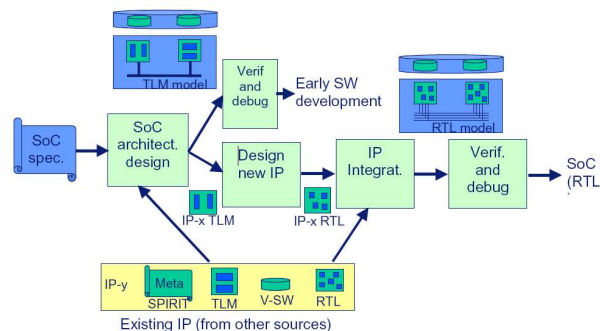 TLM model
Verif
and
debug
Early SW
development
RTL model
SoC
spec.
SoC
architect.
design
Design
new IP
IP
Integrat.
Verif.
and
debug
SoC
(RTL
IP-x TLM
IP-x RTL
IP-y
Meta
SPIRIT
TLM
V-SW
RTL
Existing IP (from other sources)